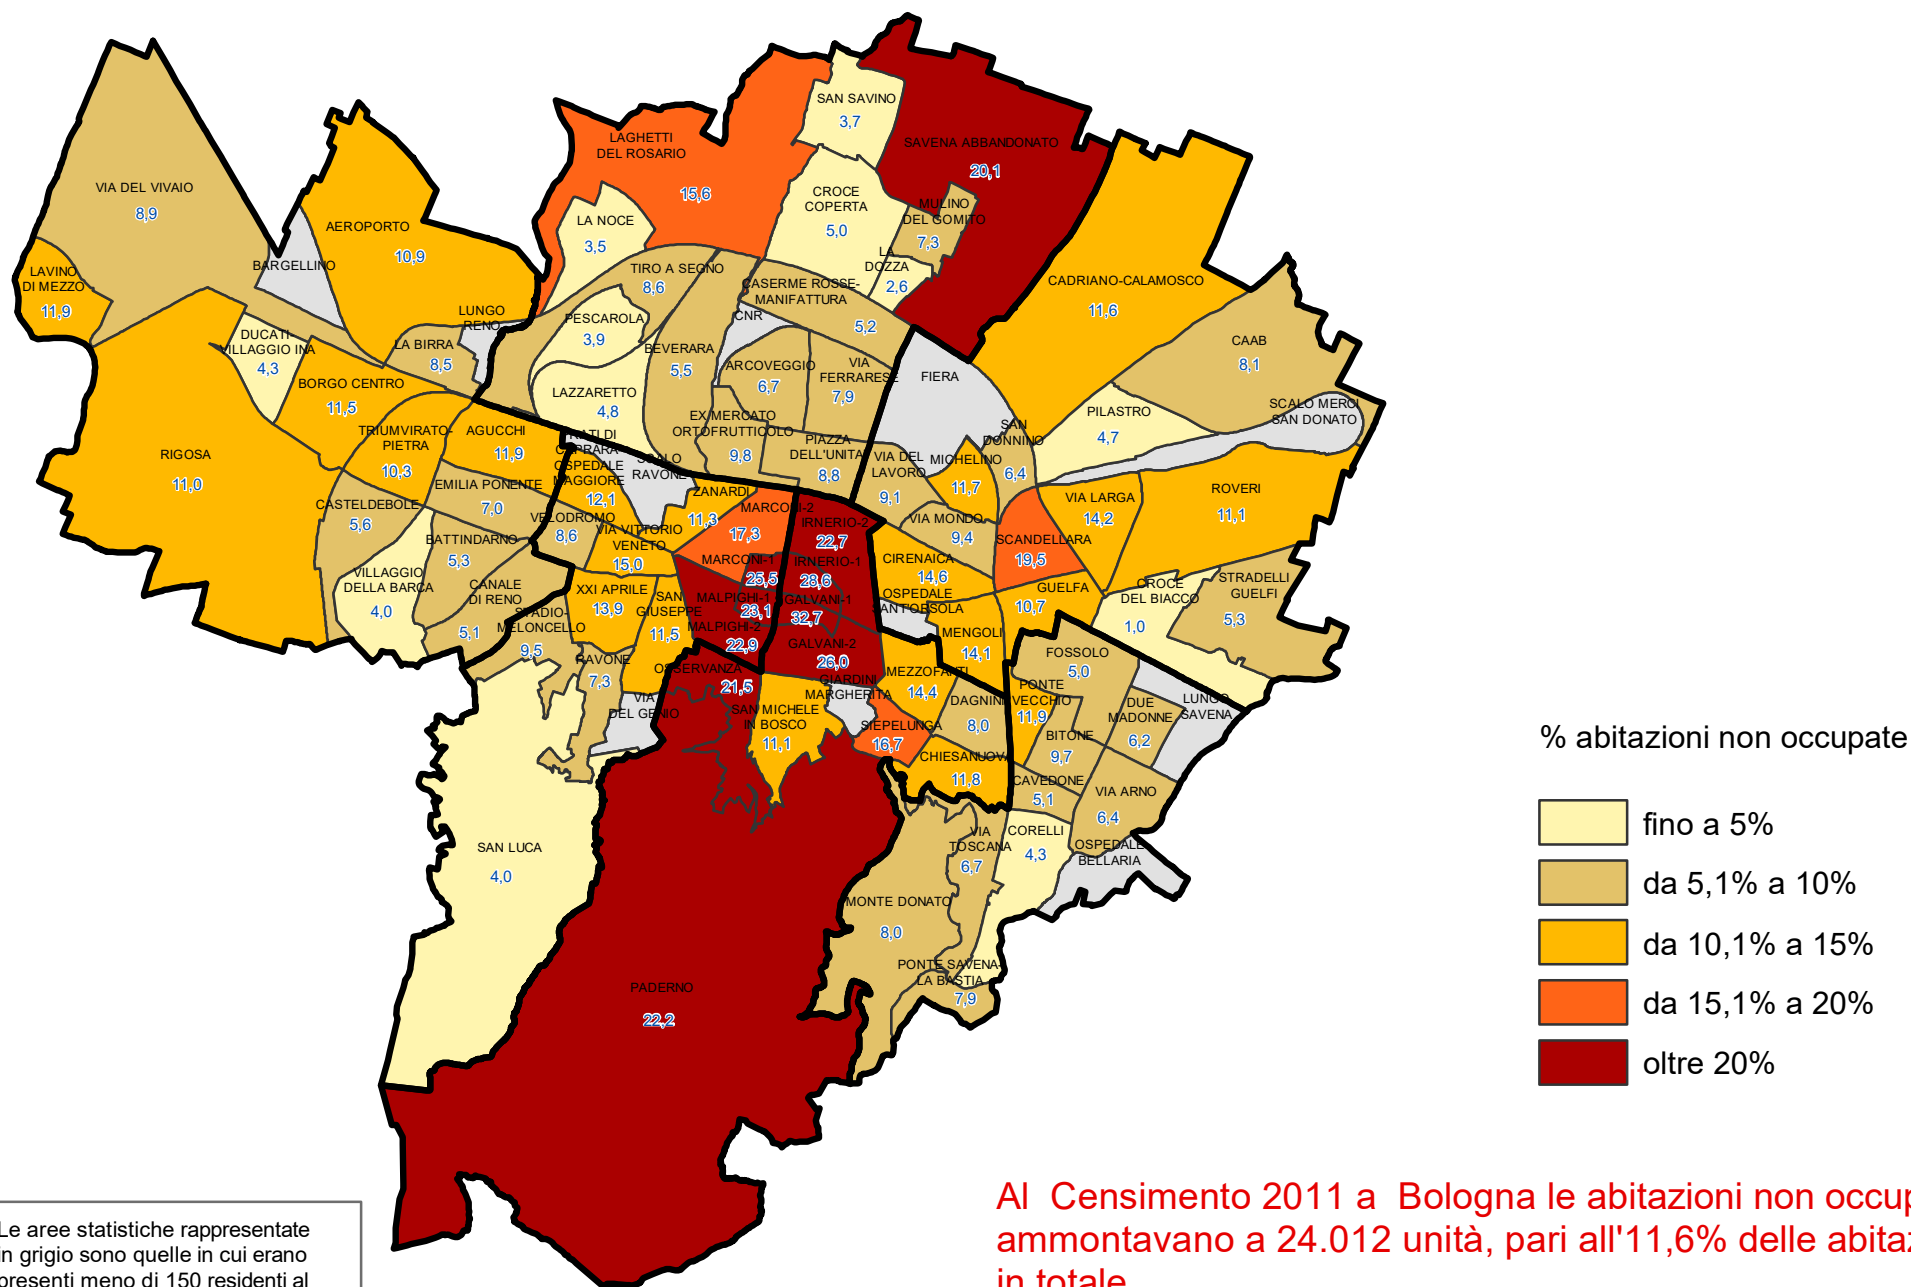 SAN SAVINO
3,7
SAVENA ABBANDONATO
20,1
LAGHETTI
DEL ROSARIO
15,6
VIA DEL VIVAIO
8,9
CROCE
COPERTA
5,0
MULINO
DEL GOMITO
7,3
LA NOCE
3,5
AEROPORTO
10,9
BARGELLINO
LAVINO
DI MEZZO
11,9
LA
DOZZA
2,6
TIRO A SEGNO
8,6
CASERME ROSSE-
MANIFATTURA
5,2
CADRIANO-CALAMOSCO
11,6
LUNGO
RENO
PESCAROLA
3,9
CNR
DUCATI-
VILLAGGIO INA
4,3
LA BIRRA
8,5
BEVERARA
5,5
ARCOVEGGIO
6,7
VIA
FERRARESE
7,9
FIERA
CAAB
8,1
BORGO CENTRO
11,5
LAZZARETTO
4,8
PILASTRO
4,7
SCALO MERCI
SAN DONATO
EX MERCATO
ORTOFRUTTICOLO
9,8
PIAZZA
DELL'UNITA'
8,8
SAN
DONNINO
6,4
TRIUMVIRATO-
PIETRA
10,3
AGUCCHI
11,9
PRATI DI
CAPRARA-
OSPEDALE
MAGGIORE
12,1
SCALO
RAVONE
VIA DEL
LAVORO
9,1
MICHELINO
11,7
RIGOSA
11,0
EMILIA PONENTE
7,0
ZANARDI
11,3
VIA LARGA
14,2
ROVERI
11,1
CASTELDEBOLE
5,6
VELODROMO
8,6
VIA VITTORIO
VENETO
15,0
MARCONI-2
17,3
IRNERIO-2
22,7
VIA MONDO
9,4
SCANDELLARA
19,5
BATTINDARNO
5,3
MARCONI-1
25,5
IRNERIO-1
28,6
CIRENAICA
14,6
VILLAGGIO
DELLA BARCA
4,0
CANALE
DI RENO
5,1
XXI APRILE
13,9
SAN
GIUSEPPE
11,5
MALPIGHI-1
23,1
GALVANI-1
32,7
OSPEDALE
SANT'ORSOLA
GUELFA
10,7
CROCE
DEL BIACCO
1,0
STRADELLI
GUELFI
5,3
STADIO-
MELONCELLO
9,5
MALPIGHI-2
22,9
GALVANI-2
26,0
MENGOLI
14,1
RAVONE
7,3
OSSERVANZA
21,5
GIARDINI
MARGHERITA
MEZZOFANTI
14,4
FOSSOLO
5,0
VIA
DEL GENIO
SAN MICHELE
IN BOSCO
11,1
SIEPELUNGA
16,7
DAGNINI
8,0
PONTE
VECCHIO
11,9
DUE
MADONNE
6,2
LUNGO
SAVENA
BITONE
9,7
CHIESANUOVA
11,8
CAVEDONE
5,1
VIA ARNO
6,4
SAN LUCA
4,0
VIA
TOSCANA
6,7
CORELLI
4,3
OSPEDALE
BELLARIA
MONTE DONATO
8,0
PONTE SAVENA-
LA BASTIA
7,9
PADERNO
22,2
% abitazioni non occupate
fino a 5%
da 5,1% a 10%
da 10,1% a 15%
da 15,1% a 20%
oltre 20%
Le aree statistiche rappresentate
in grigio sono quelle in cui erano
presenti meno di 150 residenti al
Al Censimento 2011 a Bologna le abitazioni non
ammontavano a 24.012 unità, pari all'11,6% delle
in totale